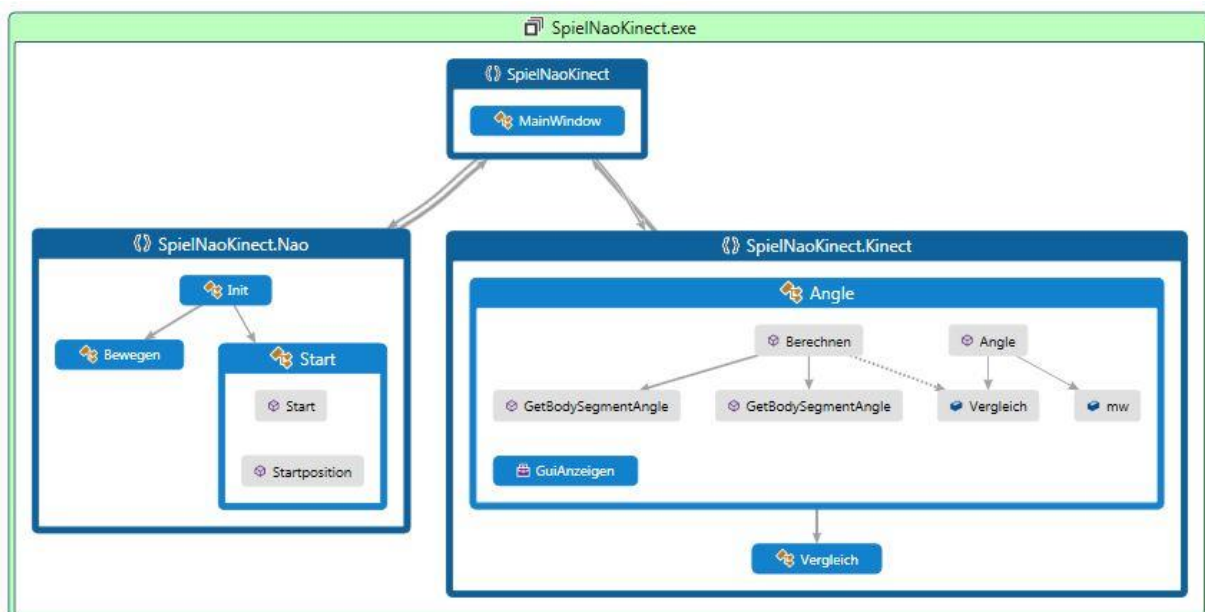 SpielNaoKinect.exe
SpielNaoKinect
MainWindow
SpielNaoKinect.Nao
Init
Bewegen
Start
Start
Startposition
SpielNaoKinect.Kinect
Angle
Berechnen
Angle
GetBodySegmentAngle
GetBodySegmentAngle
Vergleich
mw
GuiAnzeigen
Vergleich